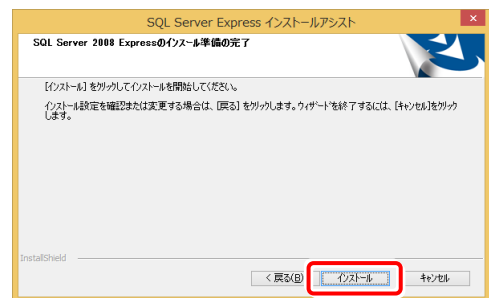 SQL Server Express インストールアシスト
SQL Server 2008 Expressのインストール準備の完了
[インストール] をクリックしてインストールを開始してください。
インストール設定を確認または変更する場合は、[戻る] をクリックします。ウィザードを終了するには、[キャンセル]をクリック
します。
InstallShield
< 戻る(B) インストール キャンセル